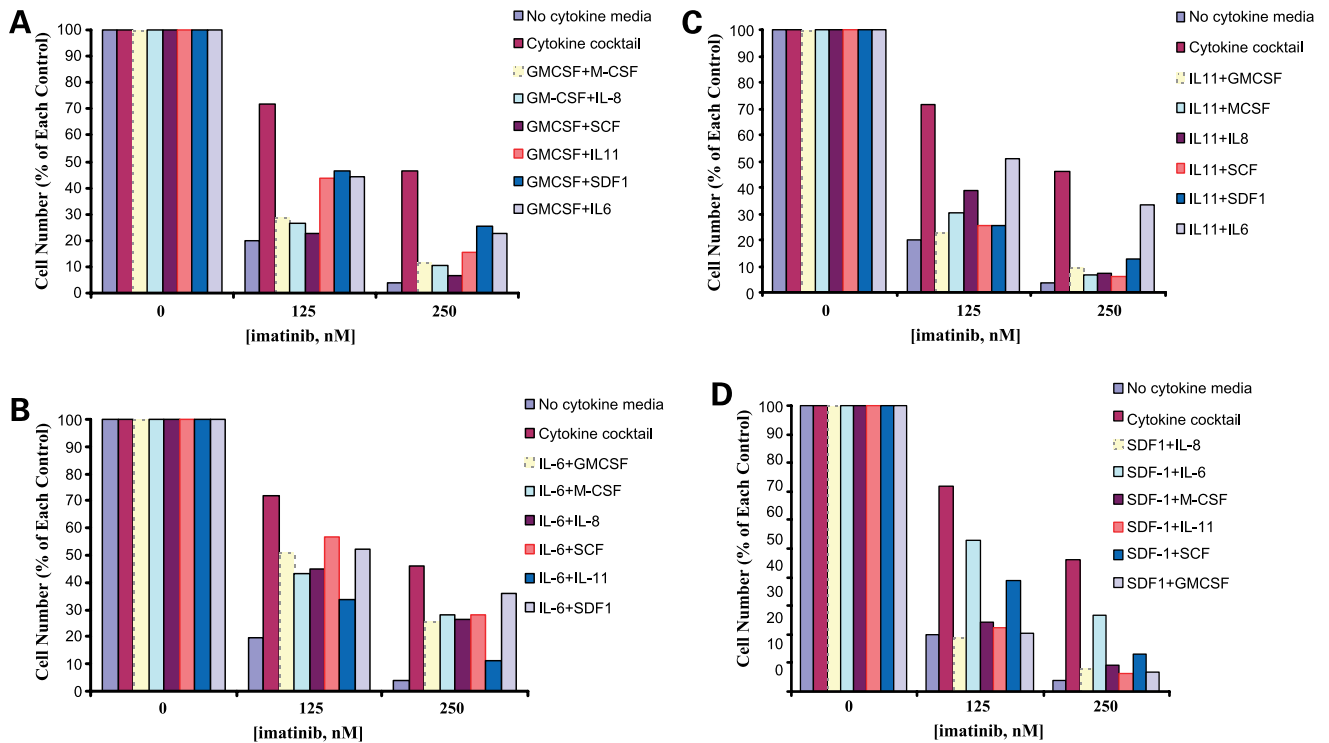 A
Cell Number (% of Each Control)
100
90
80
70
60
50
40
30
20
10
0
0
125
250
[imatinib, nM]
No cytokine media
Cytokine cocktail
GMCSF+M-CSF
GM-CSF+IL-8
GMCSF+SCF
GMCSF+IL11
GMCSF+SDF1
GMCSF+IL6
C
Cell Number (% of Each Control)
100
90
80
70
60
50
40
30
20
10
0
0
125
250
[imatinib, nM]
No cytokine media
Cytokine cocktail
IL11+GMCSF
IL11+MCSF
IL11+IL8
IL11+SCF
IL11+SDF1
IL11+IL6
B
Cell Number (% of Each Control)
100
90
80
70
60
50
40
30
20
10
0
0
125
250
[imatinib, nM]
No cytokine media
Cytokine cocktail
IL-6+GMCSF
IL-6+M-CSF
IL-6+IL-8
IL-6+SCF
IL-6+IL-11
IL-6+SDF1
D
Cell Number (% of Each Control)
100
90
80
70
60
50
40
30
20
0
0
125
250
[imatinib, nM]
No cytokine media
Cytokine cocktail
SDF1+IL-8
SDF-1+IL-6
SDF-1+M-CSF
SDF-1+IL-11
SDF-1+SCF
SDF1+GMCSF